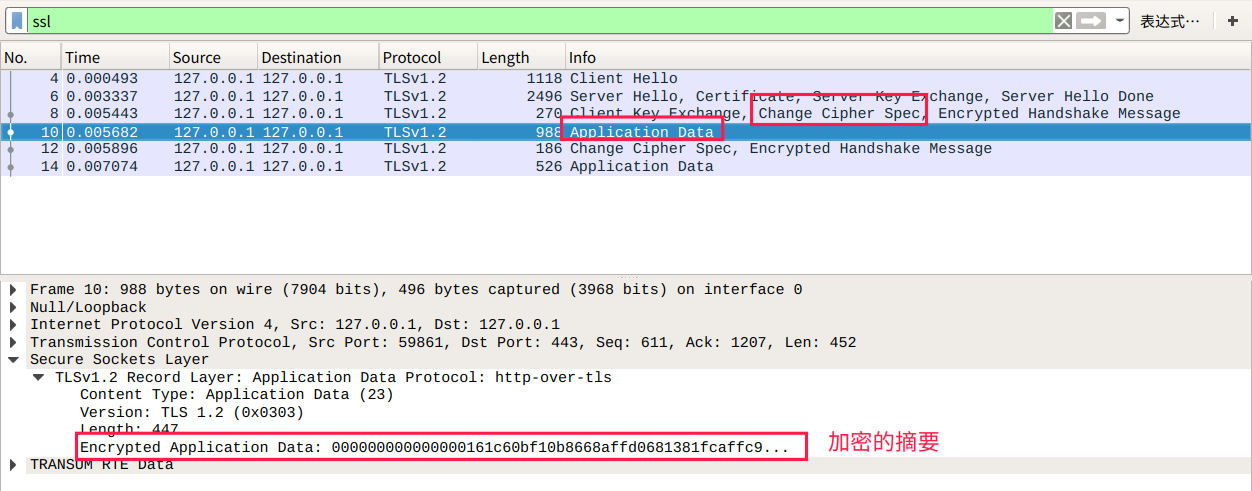 ssl 表达式…
No. Time Source Destination Protocol Length Info
4 0.000493 127.0.0.1 127.0.0.1 TLSv1.2 1118 Client Hello
6 0.003337 127.0.0.1 127.0.0.1 TLSv1.2 2496 Server Hello, Certificate, Server Key Exchange, Server Hello Done
8 0.005443 127.0.0.1 127.0.0.1 TLSv1.2 270 Client Key Exchange, Change Cipher Spec, Encrypted Handshake Message
10 0.005682 127.0.0.1 127.0.0.1 TLSv1.2 988 Application Data
12 0.005896 127.0.0.1 127.0.0.1 TLSv1.2 186 Change Cipher Spec, Encrypted Handshake Message
14 0.007074 127.0.0.1 127.0.0.1 TLSv1.2 526 Application Data
Frame 10: 988 bytes on wire (7904 bits), 496 bytes captured (3968 bits) on interface 0
Null/Loopback
Internet Protocol Version 4, Src: 127.0.0.1, Dst: 127.0.0.1
Transmission Control Protocol, Src Port: 59861, Dst Port: 443, Seq: 611, Ack: 1207, Len: 452
Secure Sockets Layer
TLSv1.2 Record Layer: Application Data Protocol: http-over-tls
Content Type: Application Data (23)
Version: TLS 1.2 (0x0303)
Length: 447
Encrypted Application Data: 000000000000000161c60bf10b8668affd0681381fcaffc9... 加密的摘要
TRANSUM RTE Data